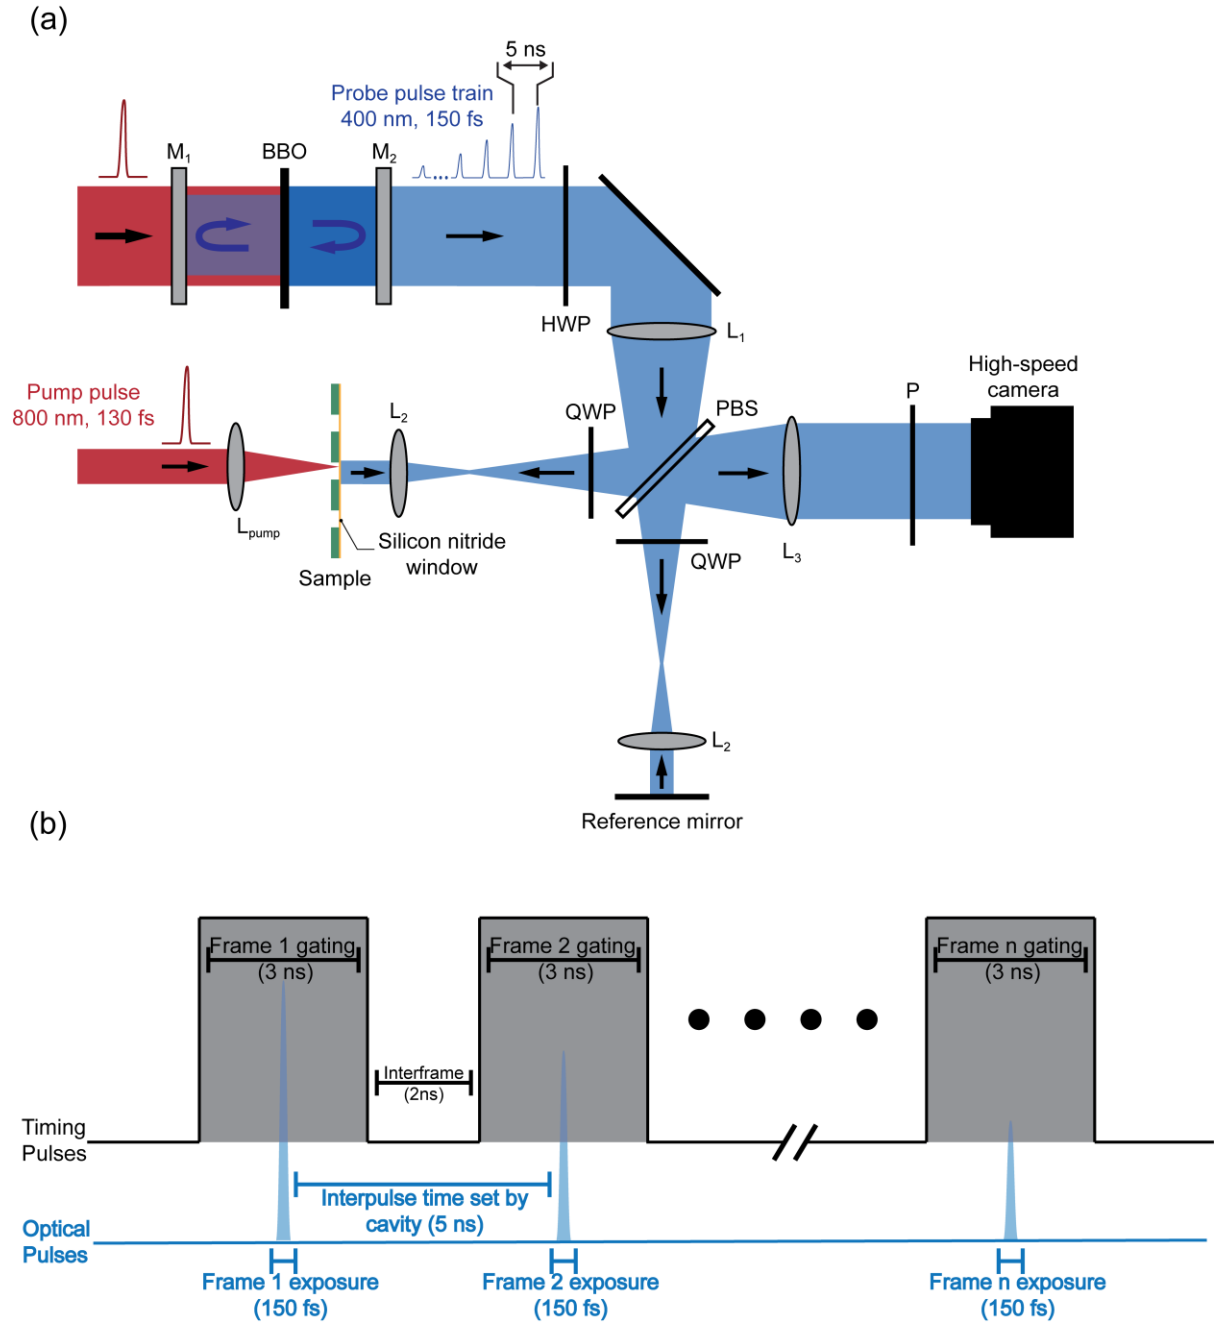 (a)
5 ns
Probe pulse train
400 nm, 150 fs
M1
BBO
M2
HWP
L1
High-speed
camera
Pump pulse
800 nm, 130 fs
L2
QWP
PBS
P
Lpump
Silicon nitride
window
Sample
L3
QWP
L2
Reference mirror
(b)
Frame 1 gating
(3 ns)
Frame 2 gating
(3 ns)
Frame n gating
(3 ns)
Interframe
(2ns)
Timing
Pulses
Interpulse time set by
cavity (5 ns)
Optical
Pulses
Frame 1 exposure
(150 fs)
Frame 2 exposure
(150 fs)
Frame n exposure
(150 fs)